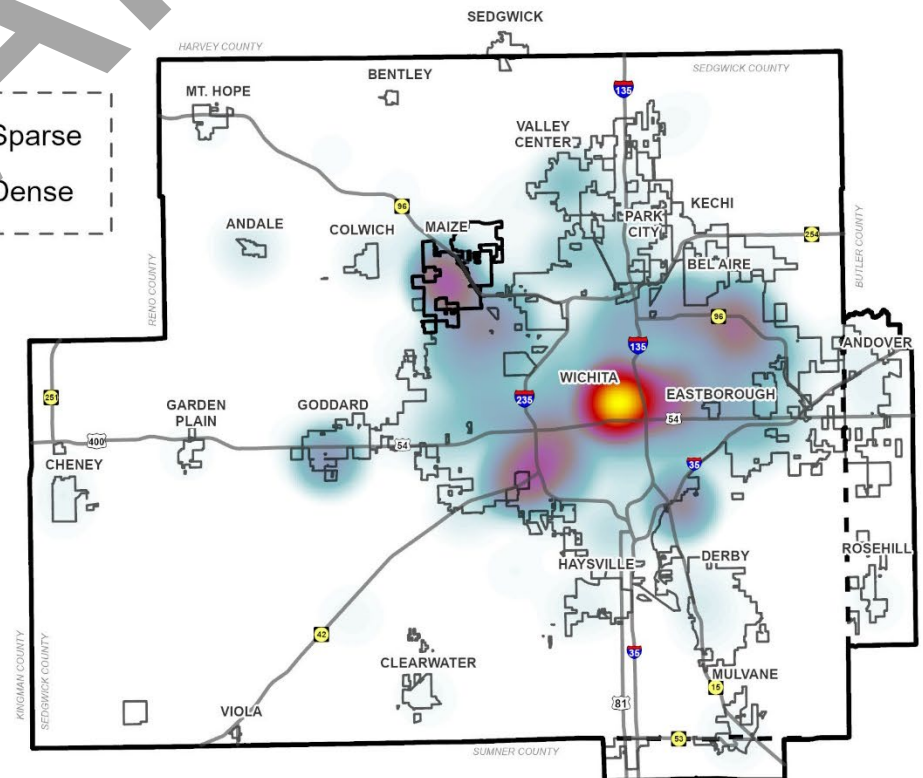 SEDGWICK
HARVEY COUNTY
SEDGWICK COUNTY
BENTLEY
MT. HOPE
135
Sparse
Dense
VALLEY
CENTER
96
KECHI
ANDALE
COLWICH
MAIZE
PARK
CITY
254
BEL AIRE
RENO COUNTY
BUTLER COUNTY
96
135
ANDOVER
WICHITA
EASTBOROUGH
251
235
GARDEN
PLAIN
GODDARD
54
400
54
CHENEY
35
HAYSVILLE
DERBY
ROSEHILL
42
KINGMAN COUNTY
SEDGWICK COUNTY
35
CLEARWATER
MULVANE
15
81
VIOLA
53
SUMNER COUNTY